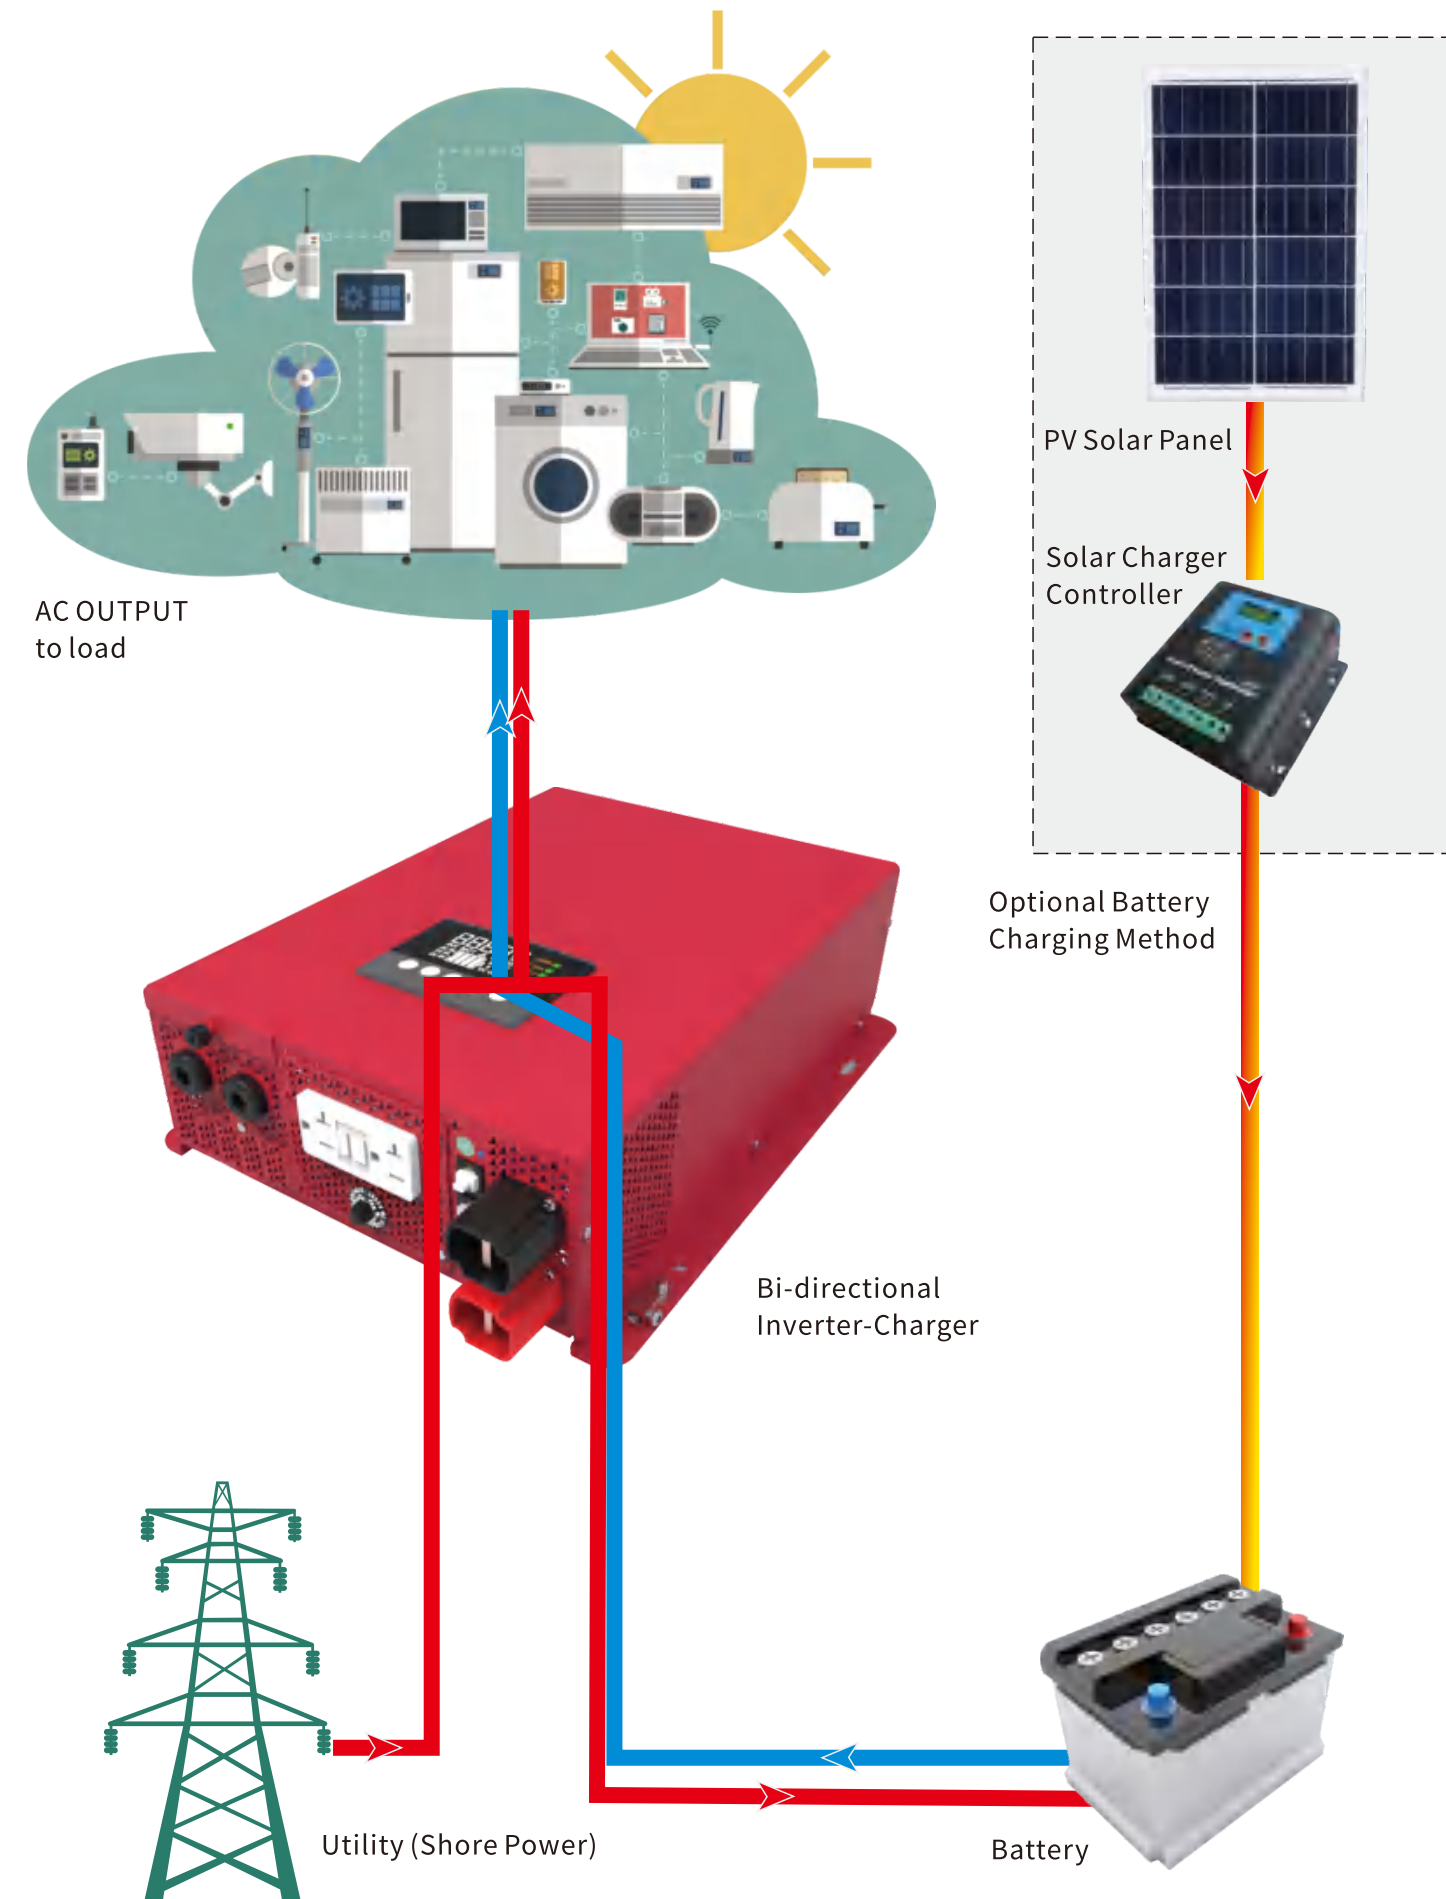 PV Solar Panel
Solar Charger
Controller
AC OUTPUT
to load
Optional Battery
Charging Method
Bi-directional
Inverter-Charger
Utility (Shore Power)
Battery